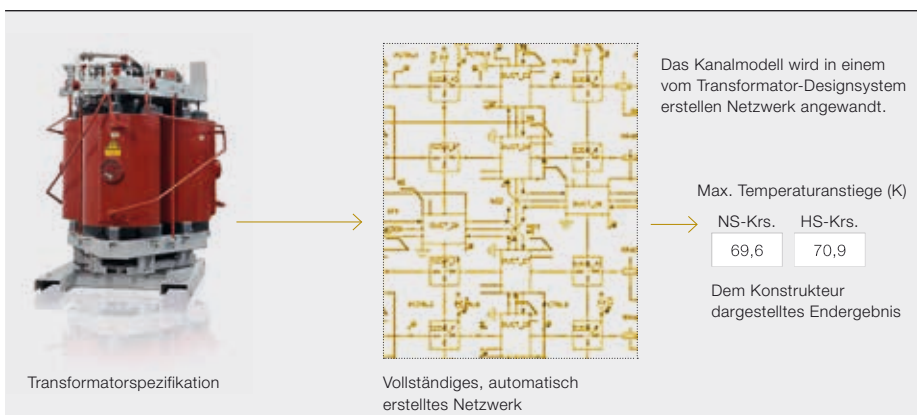 Das Kanalmodell wird in einem
vom Transformator-Designsystem
erstellen Netzwerk angewandt.
Max. Temperaturanstiege (K)
NS-Krs. HS-Krs.
69,6 70,9
Dem Konstrukteur
dargestelltes Endergebnis
Transformatorspezifikation
Vollständiges, automatisch
erstelltes Netzwerk